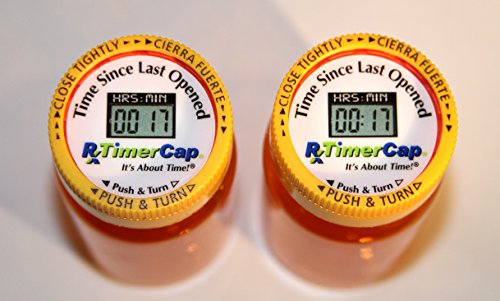 ►CLOSE TIGHTLY ►►► CIERRA FUERTE►
Time Since Last Opened
HRS:MIN
00 17
RxTimerCap®
It's About Time!®
◁ Push & Turn ▷
◄PUSH & TURN►
►CLOSE TIGHTLY ►►► CIERRA FUERTE►
Time Since Last Opened
HRS:MIN
00:17
RxTimerCap®
It's About Time!®
◁ Push & Turn ▷
◄PUSH & TURN►